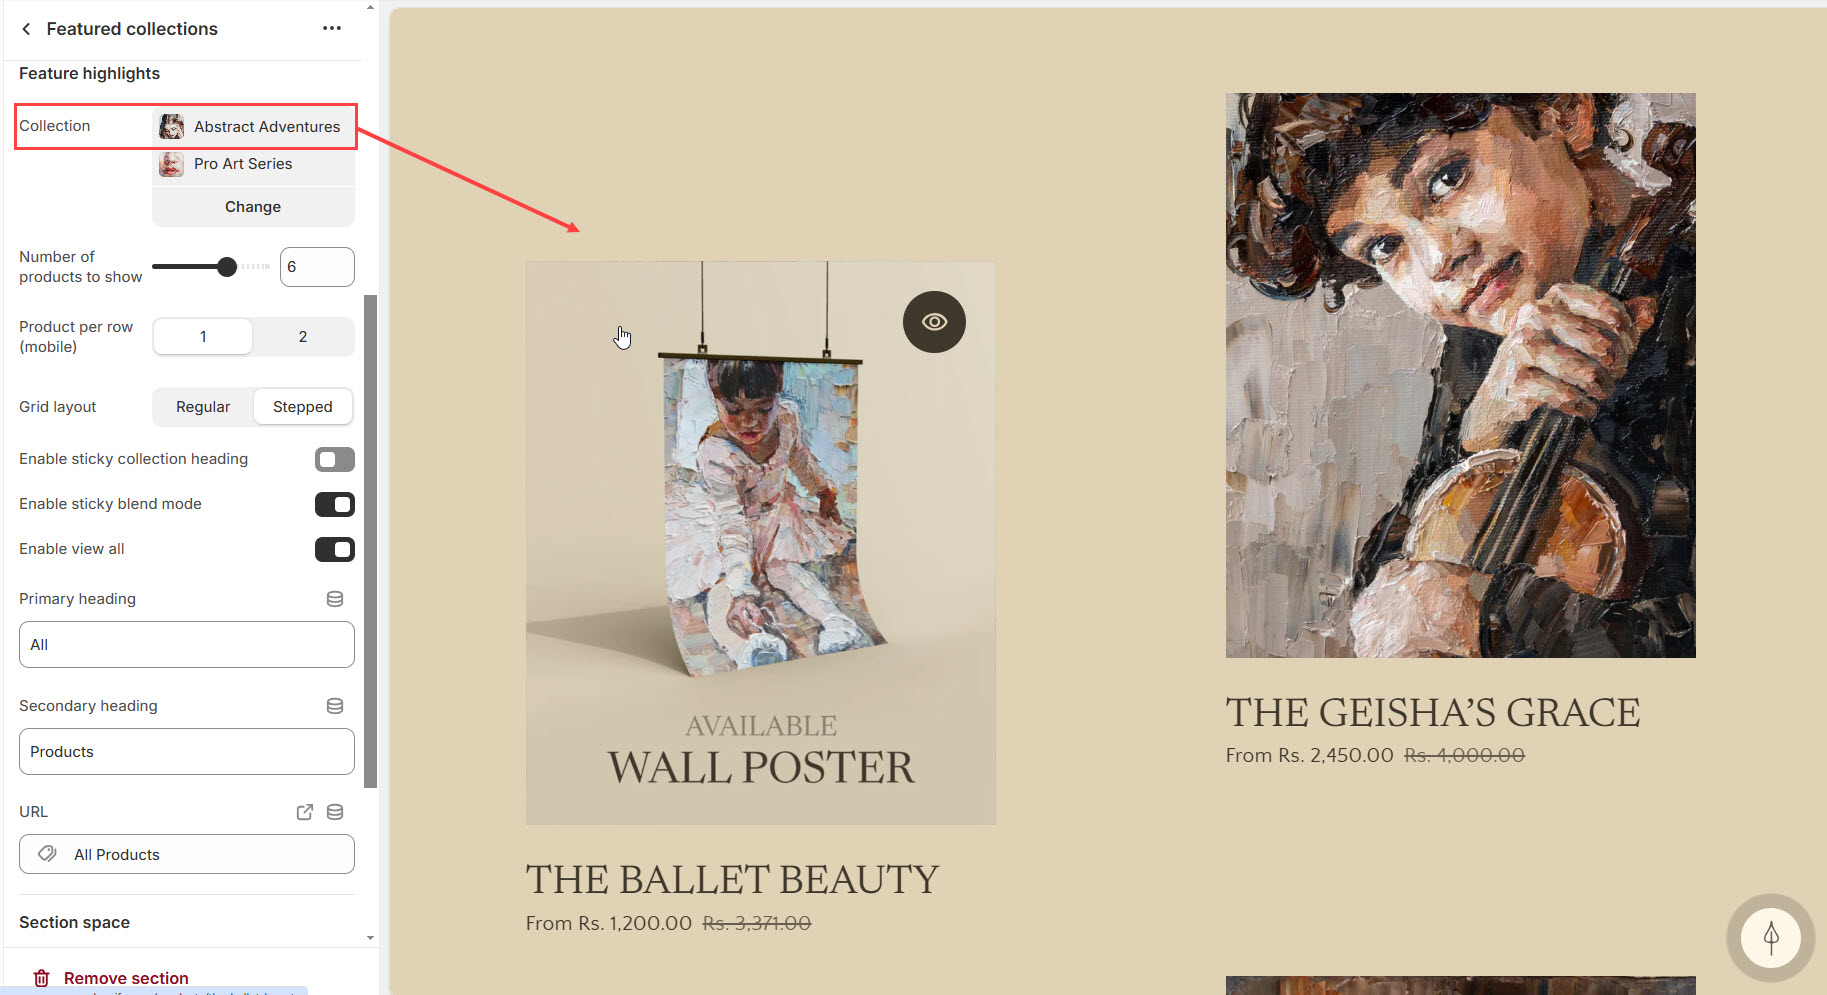 Featured collections
Feature highlights
Collection
Abstract Adventures
Pro Art Series
Change
Number of
products to show
6
Product per row
(mobile)
1
2
Grid layout
Regular
Stepped
Enable sticky collection heading
Enable sticky blend mode
Enable view all
Primary heading
All
Secondary heading
Products
URL
All Products
Section space
Remove section
AVAILABLE
WALL POSTER
THE BALLET BEAUTY
From Rs. 1,200.00 Rs. 3,371.00
THE GEISHA’S GRACE
From Rs. 2,450.00 Rs. 4,000.00